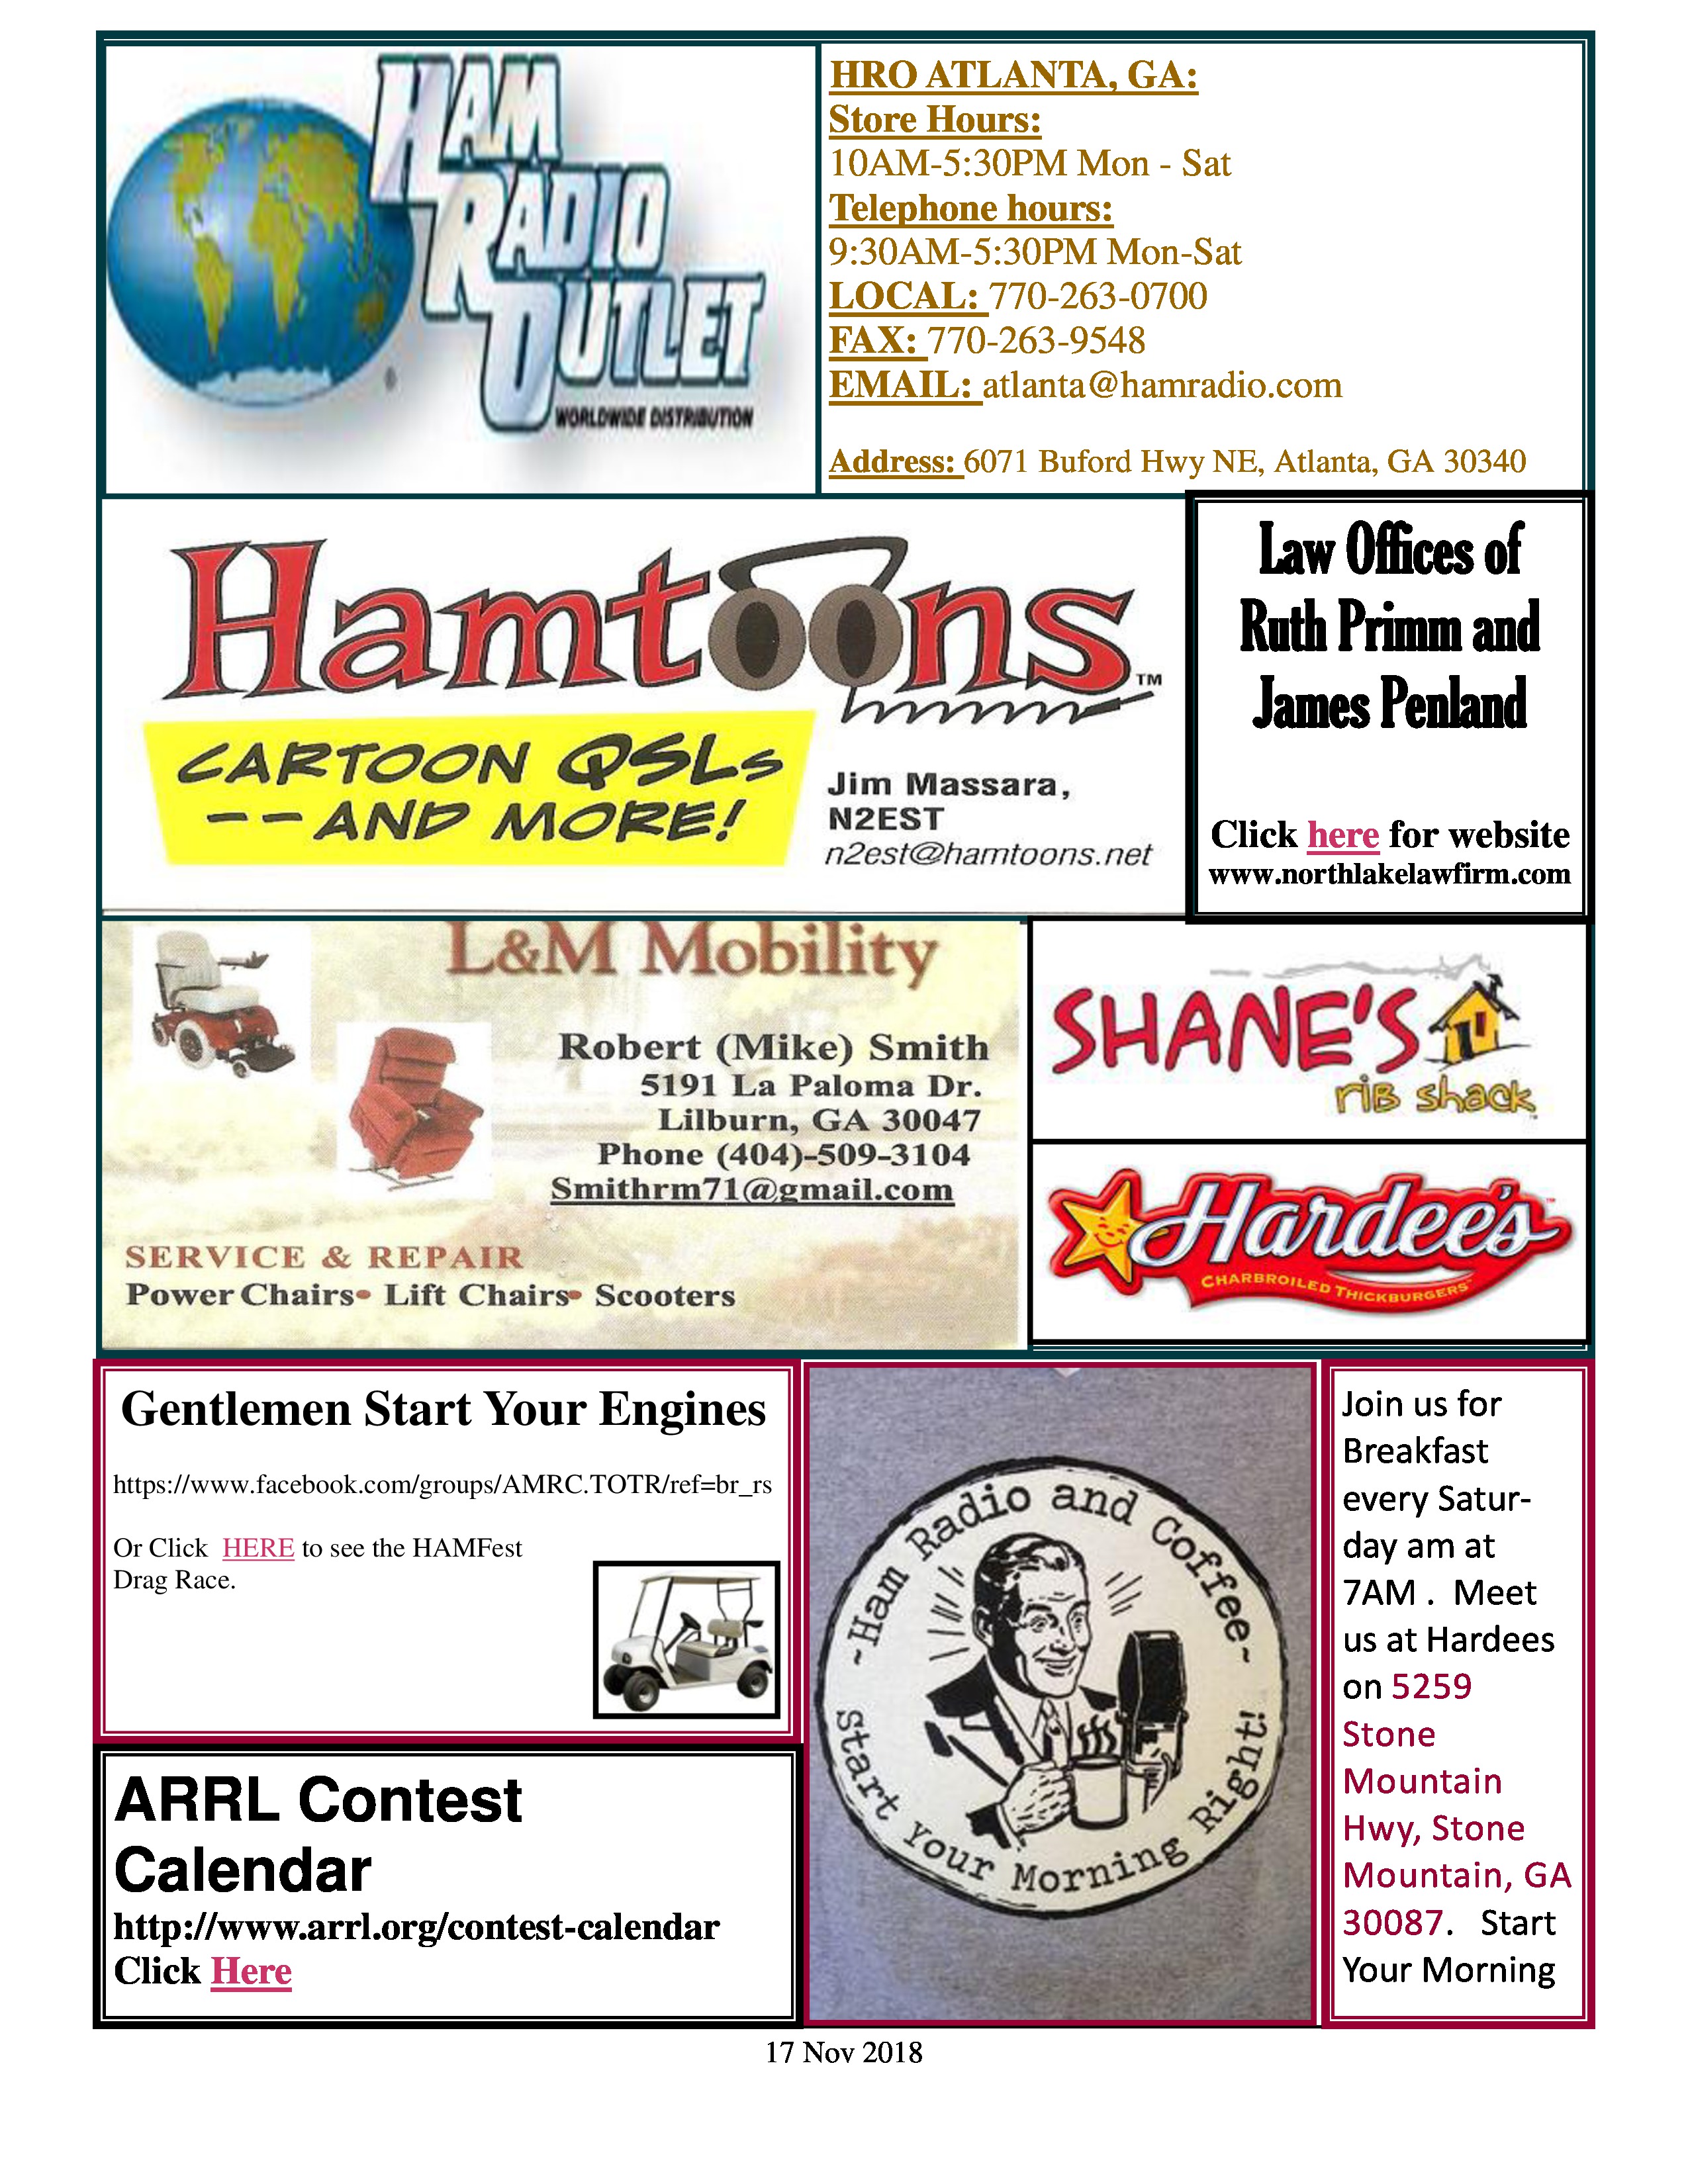 HAM
RADIO
OUTLET
WORLDWIDE DISTRIBUTION
HRO ATLANTA, GA:
Store Hours:
10AM-5:30PM Mon - Sat
Telephone hours:
9:30AM-5:30PM Mon-Sat
LOCAL: 770-263-0700
FAX: 770-263-9548
EMAIL: atlanta@hamradio.com
Address: 6071 Buford Hwy NE, Atlanta, GA 30340
Hamtoons™
CARTOON QSLs
--AND MORE!
Jim Massara,
N2EST
n2est@hamtoons.net
Law Offices of
Ruth Primm and
James Penland
Click here for website
www.northlakelawfirm.com
L&M Mobility
Robert (Mike) Smith
5191 La Paloma Dr.
Lilburn, GA 30047
Phone (404)-509-3104
Smithrm71@gmail.com
SERVICE & REPAIR
Power Chairs• Lift Chairs• Scooters
SHANE'S
rib shack
Hardee's
CHARBROILED THICKBURGERS
Gentlemen Start Your Engines
https://www.facebook.com/groups/AMRC.TOTR/ref=br_rs
Or Click HERE to see the HAMFest
Drag Race.
ARRL Contest
Calendar
http://www.arrl.org/contest-calendar
Click Here
~Ham Radio and Coffee~
Start Your Morning Right!
Join us for
Breakfast
every Satur-
day am at
7AM . Meet
us at Hardees
on 5259
Stone
Mountain
Hwy, Stone
Mountain, GA
30087. Start
Your Morning
17 Nov 2018